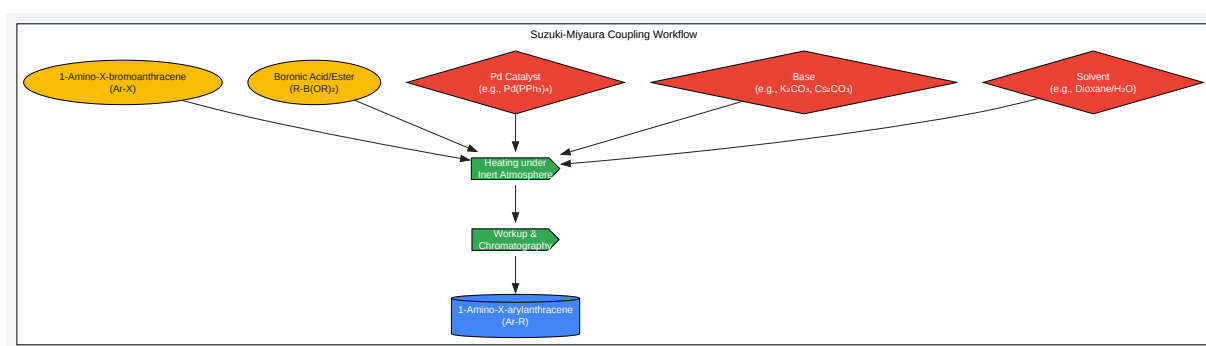 Suzuki-Miyaura Coupling Workflow
1-Amino-X-bromoanthracene
(Ar-X)
Boronic Acid/Ester
(R-B(OR)₂)
Pd Catalyst
(e.g., Pd(PPh₃)₄)
Base
(e.g., K₂CO₃, Cs₂CO₃)
Solvent
(e.g., Dioxane/H₂O)
Heating under
Inert Atmosphere
Workup &
Chromatography
1-Amino-X-arylanthracene
(Ar-R)